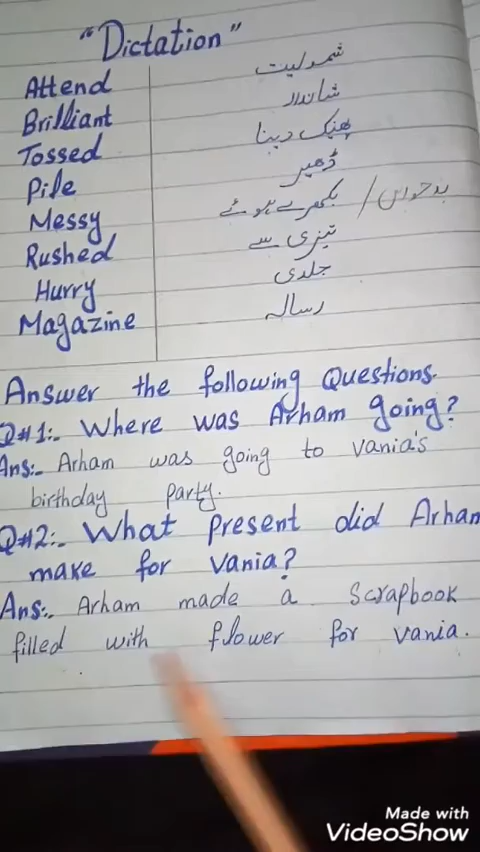 "Dictation"
Attend شمولیت
Brilliant شاندار
Tossed پھینک دینا
Pile ڈھیر
Messy بکھرے ہوئے / بدحواس
Rushed تیزی سے
Hurry جلدی
Magazine رسالہ
Answer the following Questions.
Q#1:- Where was Arham going?
Ans:- Arham was going to vania's
birthday party.
Q#2:- What present did Arham
make for vania?
Ans:- Arham made a Scrapbook
filled with flower for vania.
Made with
VideoShow